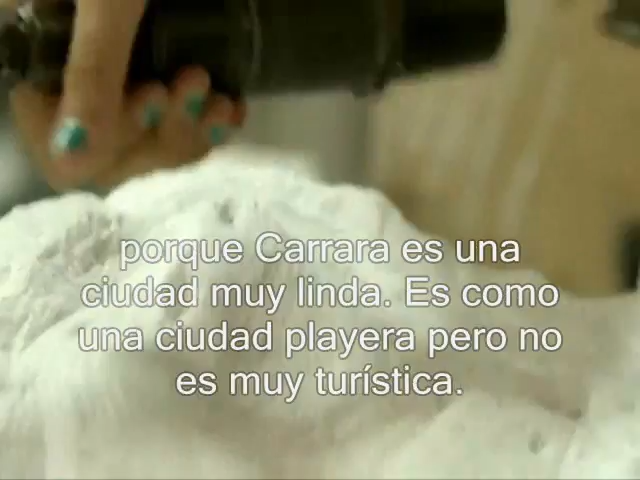 porque Carrara es una
ciudad muy linda. Es como
una ciudad playera pero no
es muy turística.